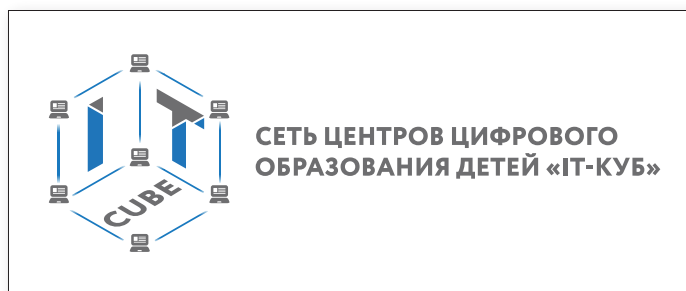 IT
CUBE
СЕТЬ ЦЕНТРОВ ЦИФРОВОГО
ОБРАЗОВАНИЯ ДЕТЕЙ «IT-КУБ»